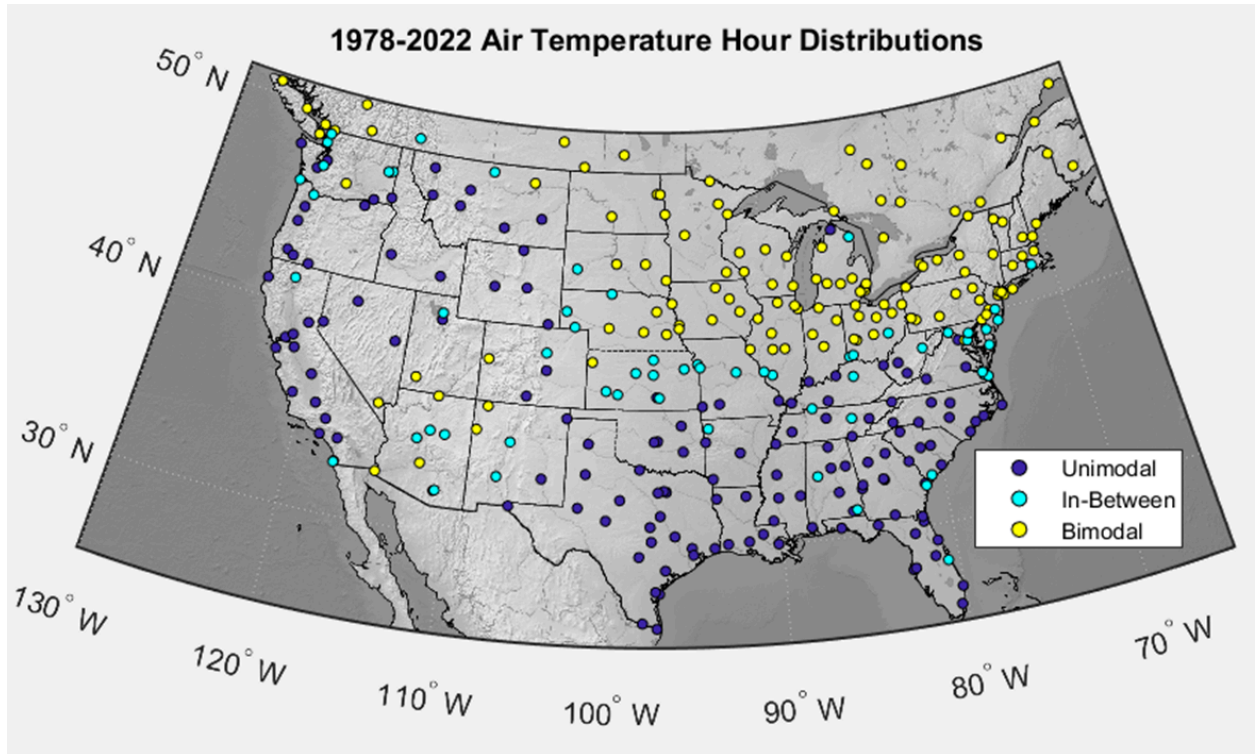 1978-2022 Air Temperature Hour Distributions
50° N
40° N
30° N
130° W
120° W
110° W
100° W
90° W
80° W
70° W
Unimodal
In-Between
Bimodal